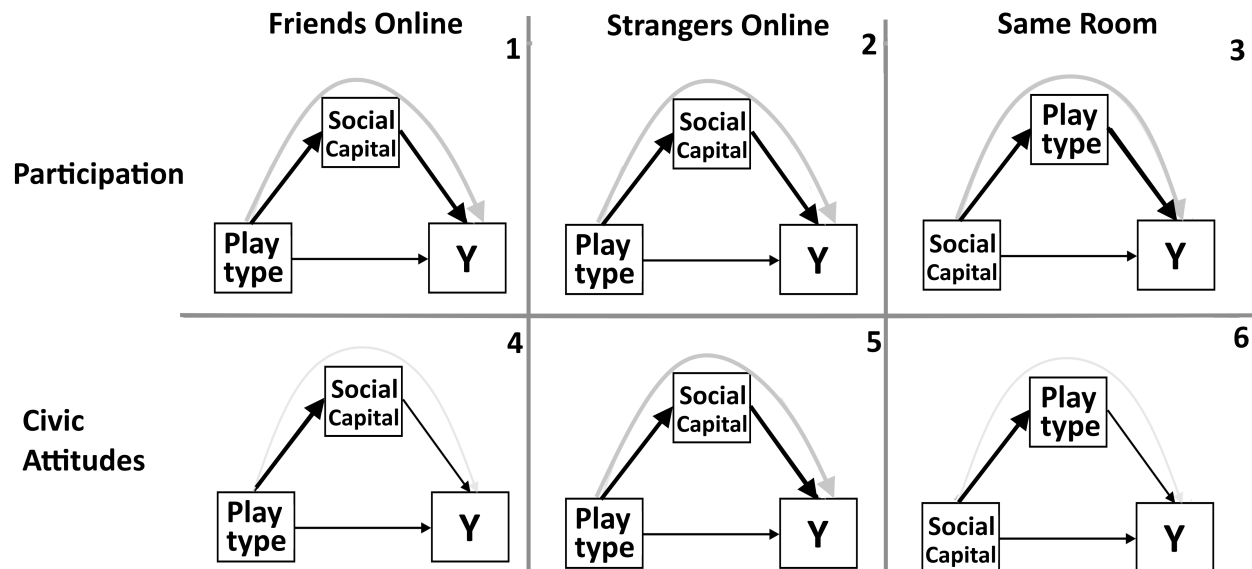 Friends Online
Strangers Online
Same Room
1
2
3
Participation
Social
Capital
Play
type
Y
Social
Capital
Play
type
Y
Play
type
Social
Capital
Y
4
5
6
Civic
Attitudes
Social
Capital
Play
type
Y
Social
Capital
Play
type
Y
Play
type
Social
Capital
Y